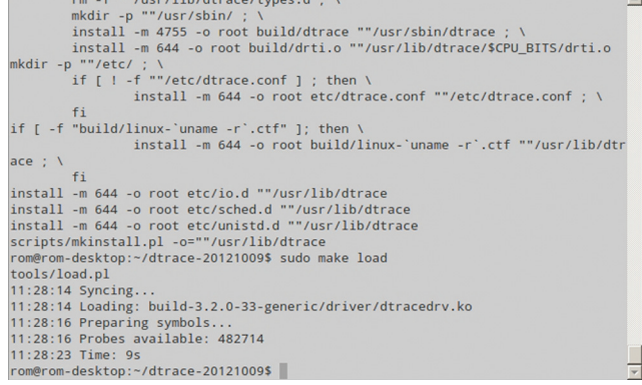 rm -f ""/usr/lib/dtrace/types.d ; \
mkdir -p ""/usr/sbin/ ; \
install -m 4755 -o root build/dtrace ""/usr/sbin/dtrace ; \
install -m 644 -o root build/drti.o ""/usr/lib/dtrace/$CPU_BITS/drti.o
mkdir -p ""/etc/ ; \
if [ ! -f ""/etc/dtrace.conf ] ; then \
install -m 644 -o root etc/dtrace.conf ""/etc/dtrace.conf ; \
fi
if [ -f "build/linux-`uname -r`.ctf" ]; then \
install -m 644 -o root build/linux-`uname -r`.ctf ""/usr/lib/dtr
ace ; \
fi
install -m 644 -o root etc/io.d ""/usr/lib/dtrace
install -m 644 -o root etc/sched.d ""/usr/lib/dtrace
install -m 644 -o root etc/unistd.d ""/usr/lib/dtrace
scripts/mkinstall.pl -o=""/usr/lib/dtrace
rom@rom-desktop:~/dtrace-20121009$ sudo make load
tools/load.pl
11:28:14 Syncing...
11:28:14 Loading: build-3.2.0-33-generic/driver/dtracedrv.ko
11:28:16 Preparing symbols...
11:28:16 Probes available: 482714
11:28:23 Time: 9s
rom@rom-desktop:~/dtrace-20121009$